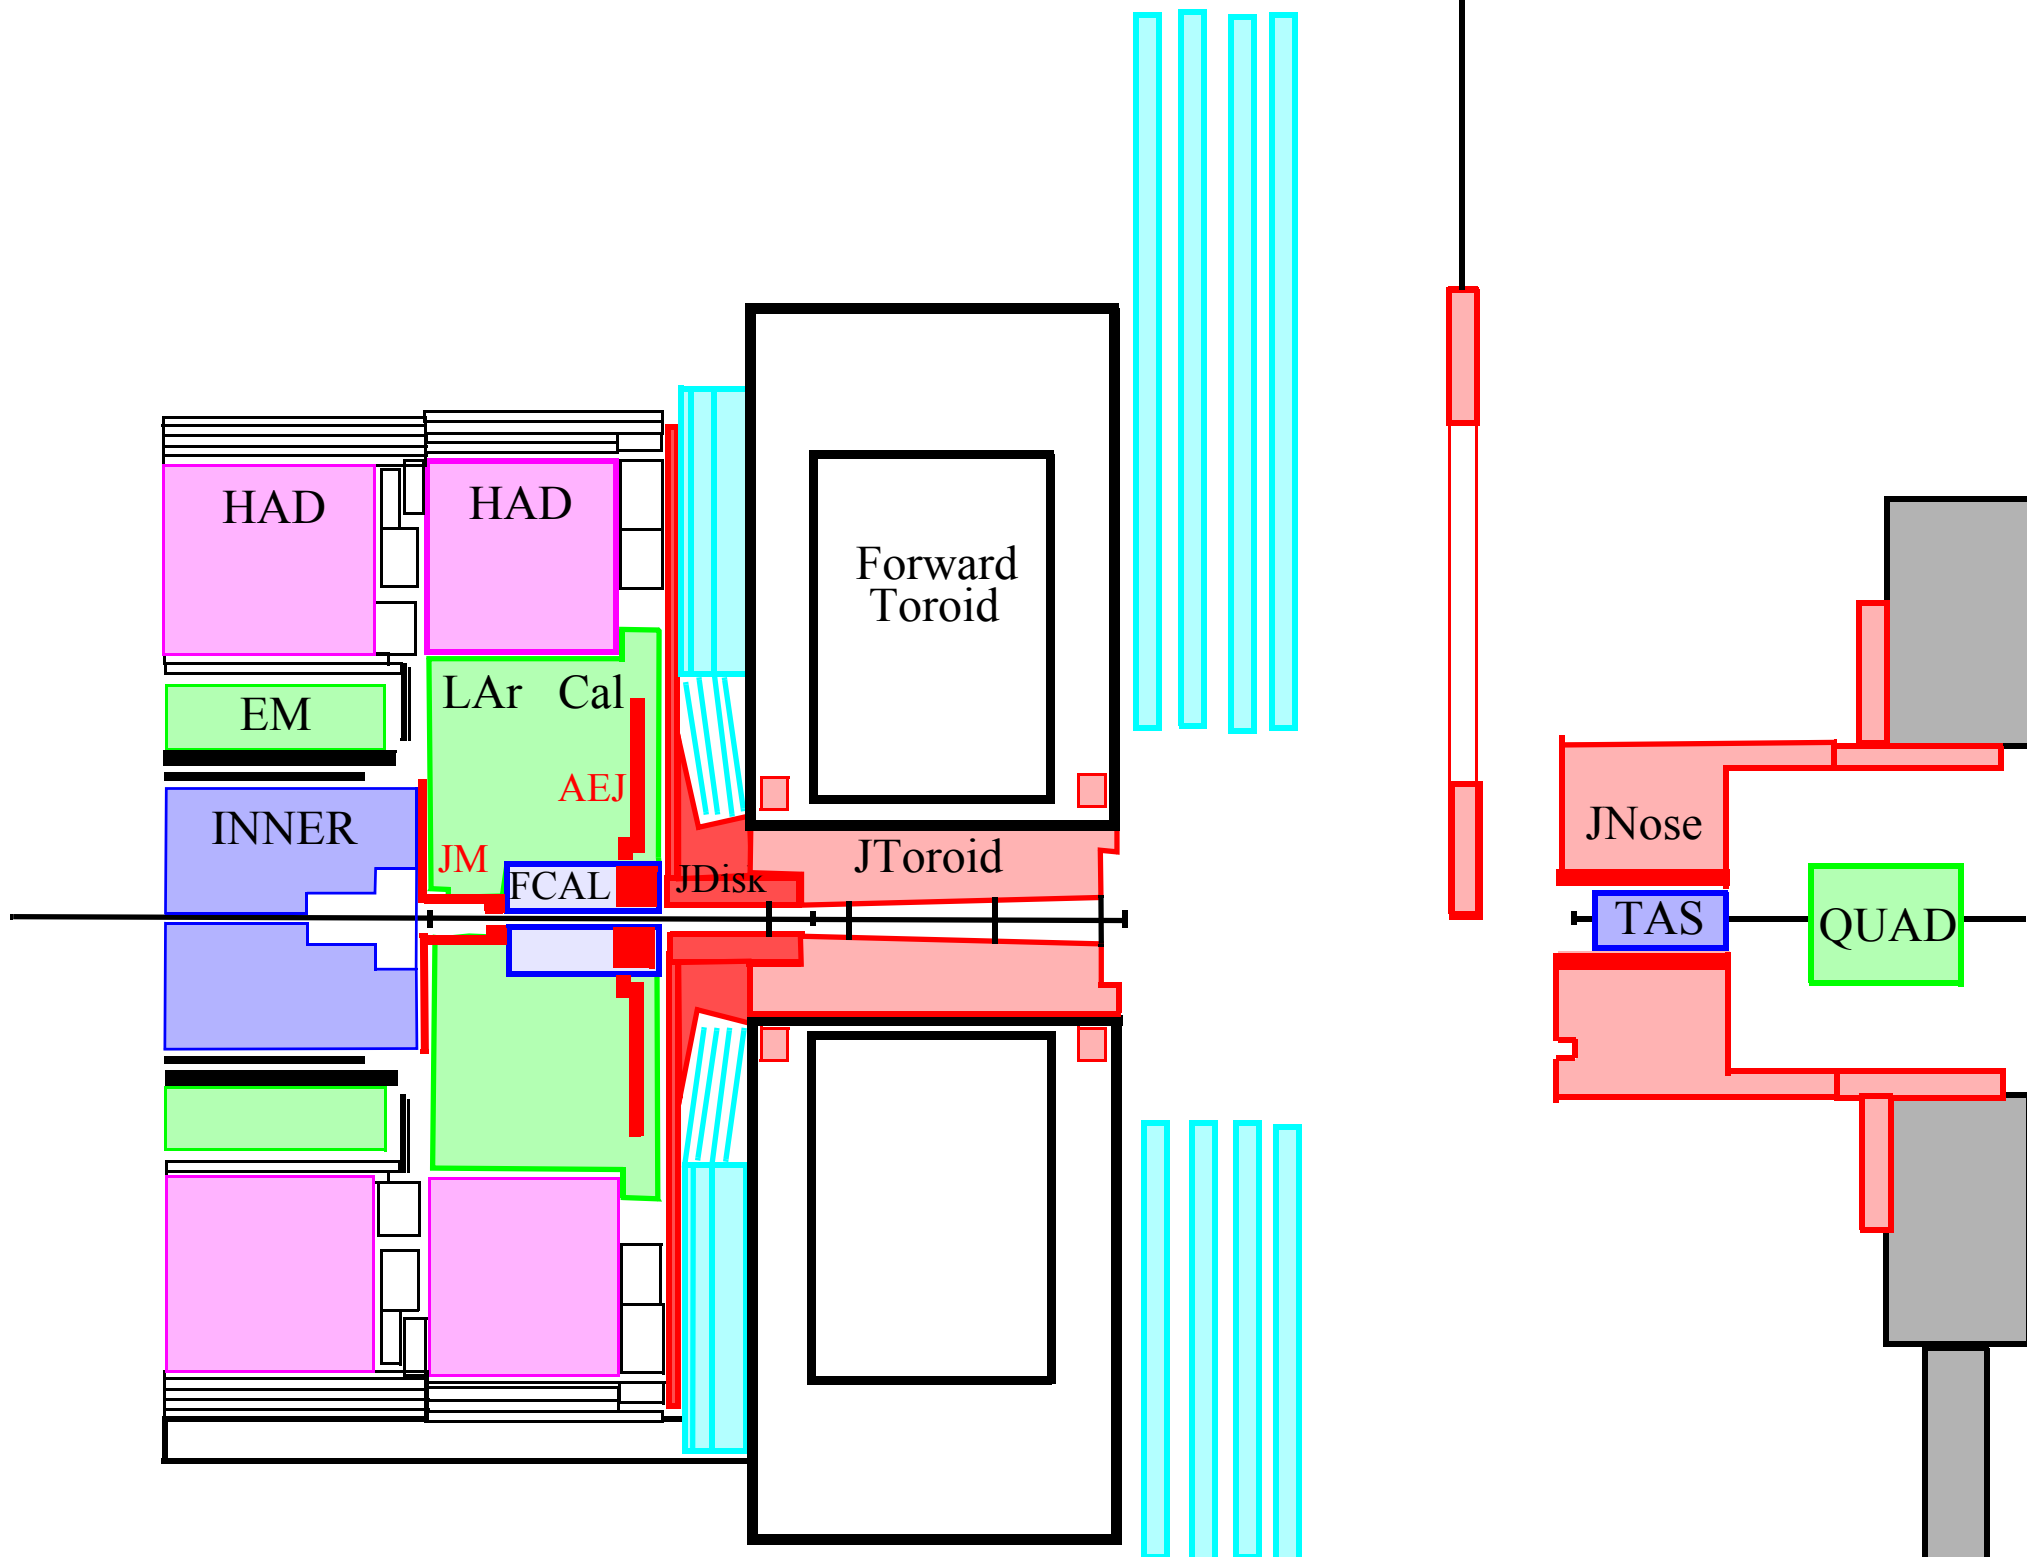 HAD
HAD
Forward
Toroid
LAr Cal
EM
AEJ
INNER
JM
JToroid
JNose
FCAL
JDisk
TAS
QUAD